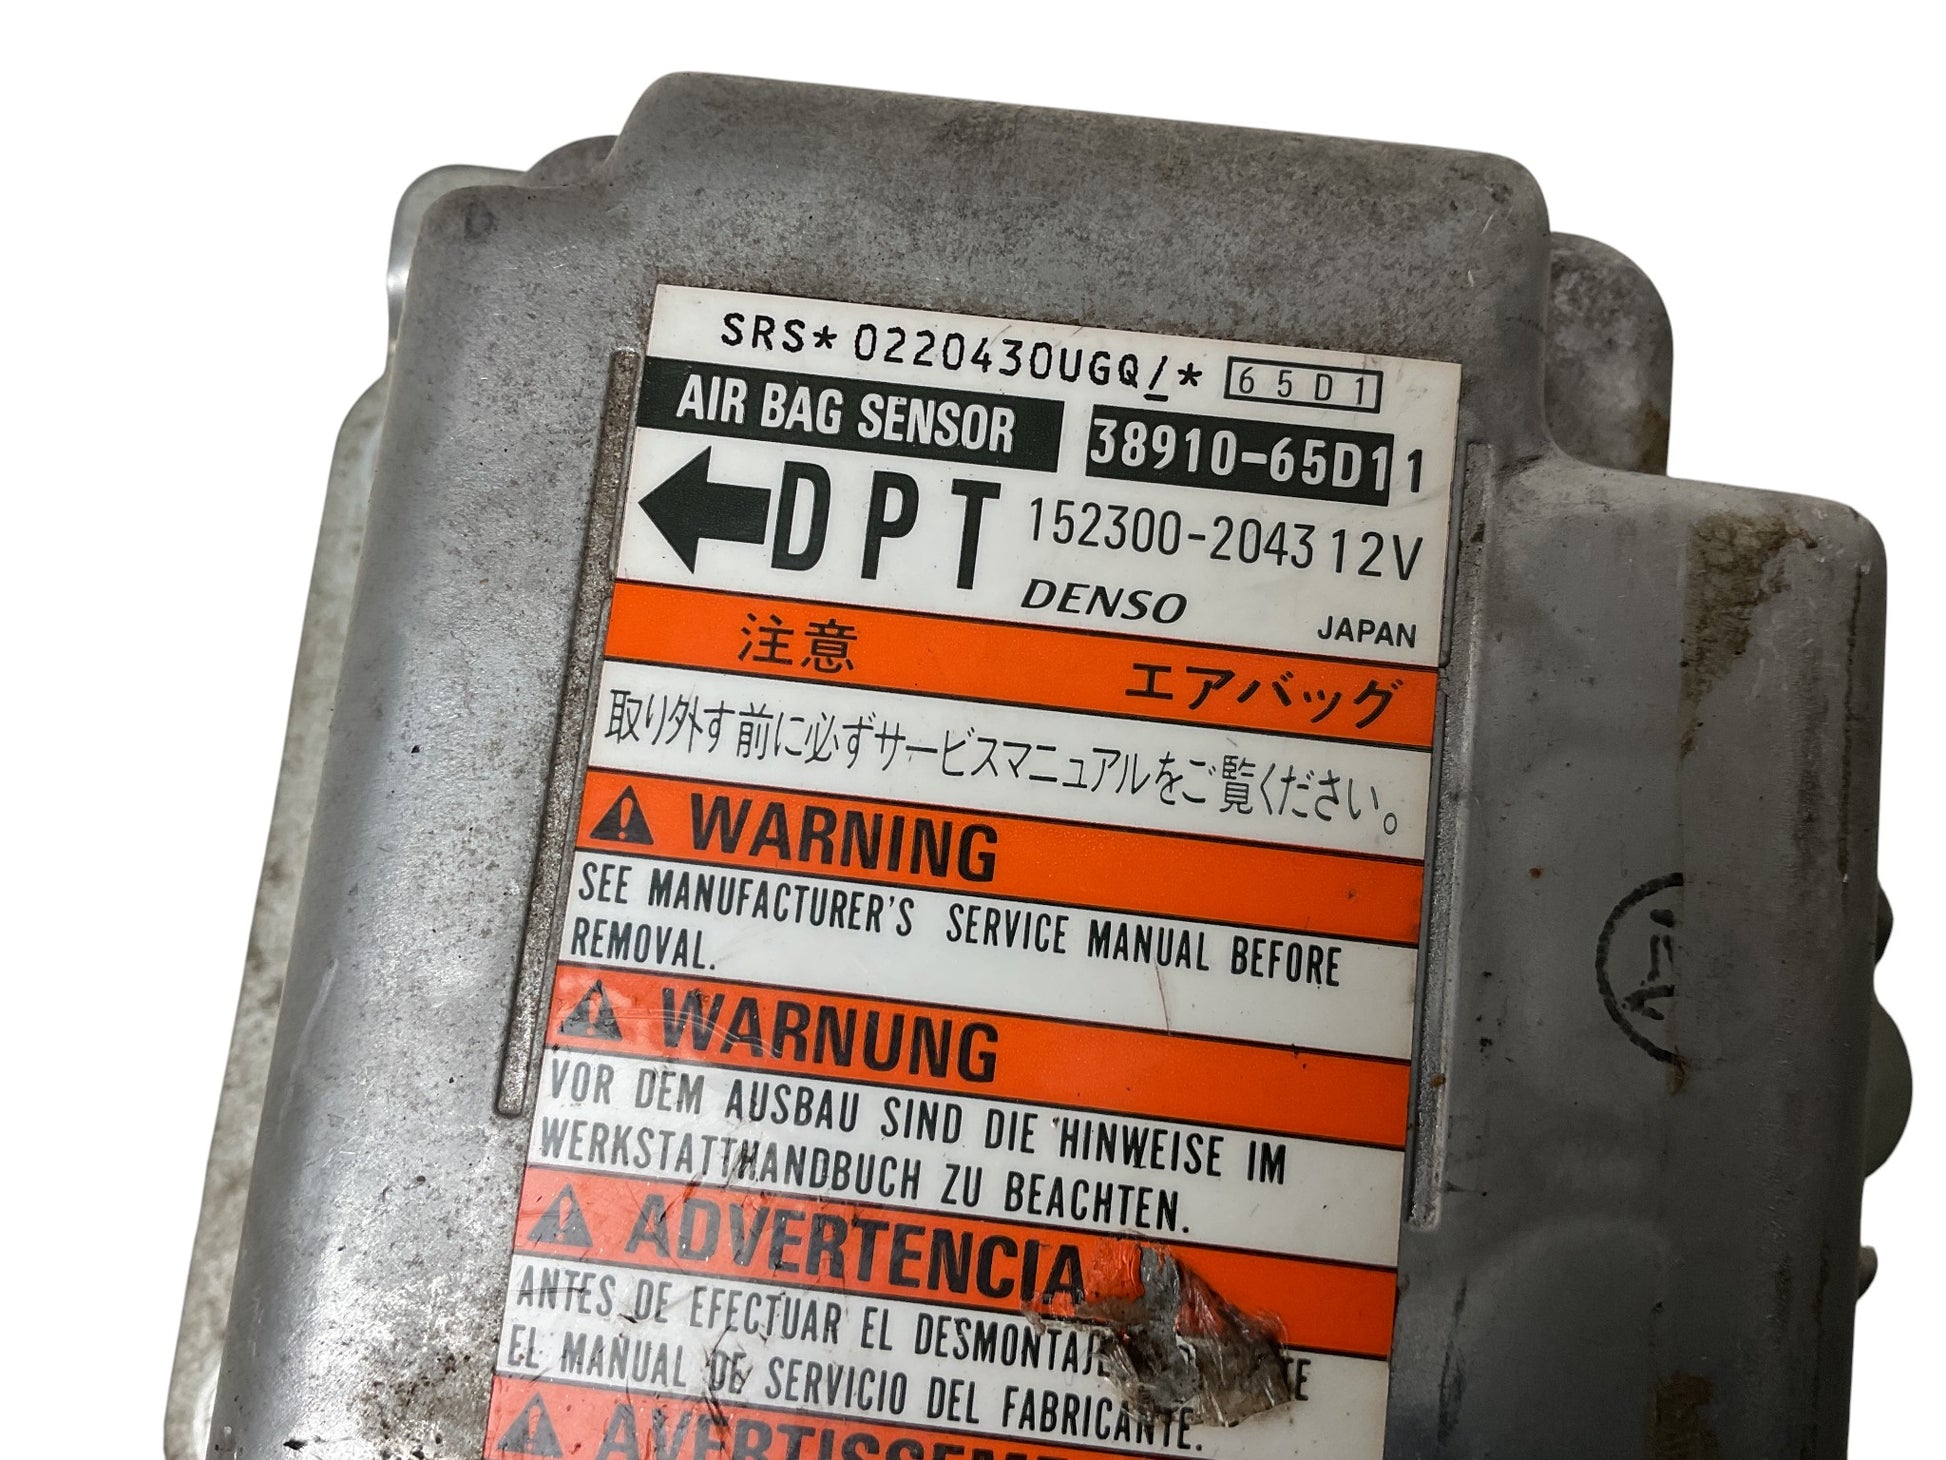 SRS*0220430UGQ/* 65D1
AIR BAG SENSOR 38910-65D11
DPT 152300-2043 12V
DENSO JAPAN
注意 エアバッグ
取り外す前に必ずサービスマニュアルをご覧ください。
WARNING
SEE MANUFACTURER'S SERVICE MANUAL BEFORE
REMOVAL.
WARNUNG
VOR DEM AUSBAU SIND DIE HINWEISE IM
WERKSTATTHANDBUCH ZU BEACHTEN.
ADVERTENCIA
ANTES DE EFECTUAR EL DESMONTAJE
EL MANUAL DE SERVICIO DEL FABRICANTE.